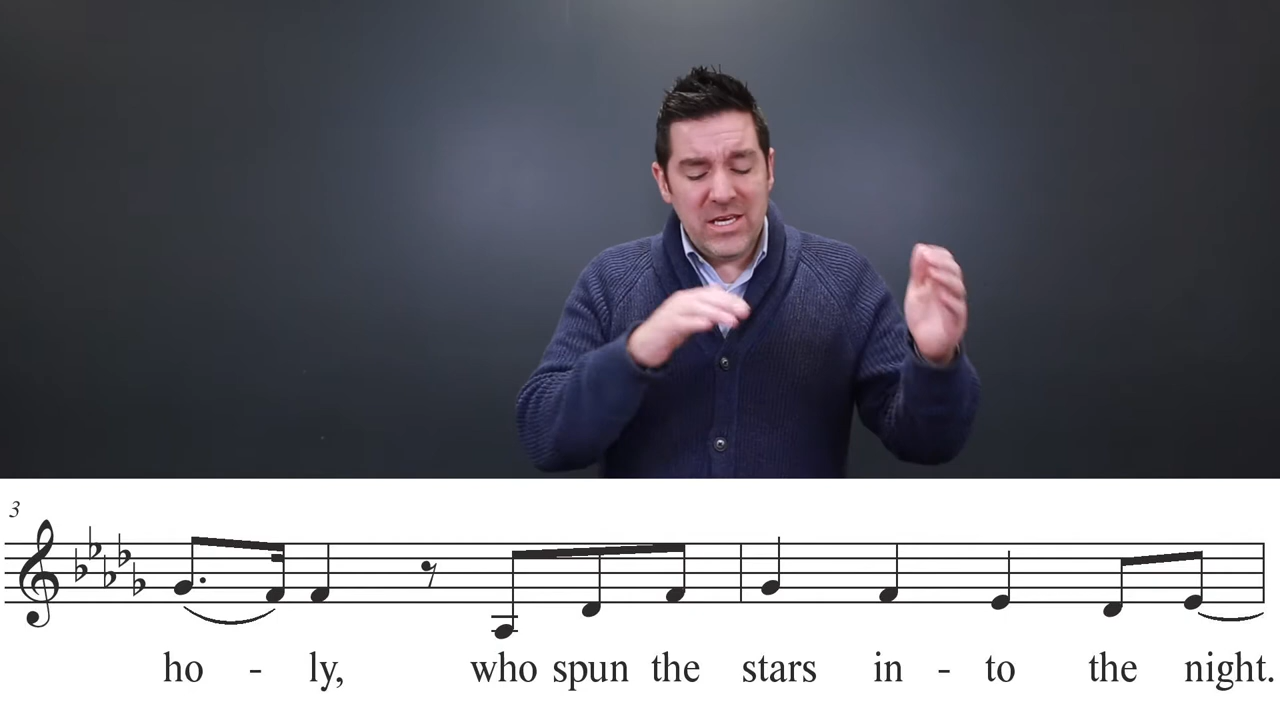 3
ho - ly, who spun the stars in - to the night.